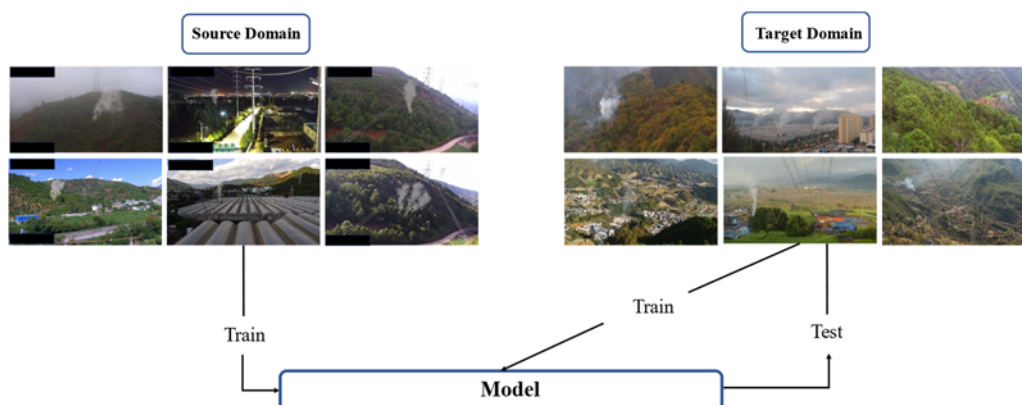 Source Domain
Target Domain
Train
Train
Test
Model